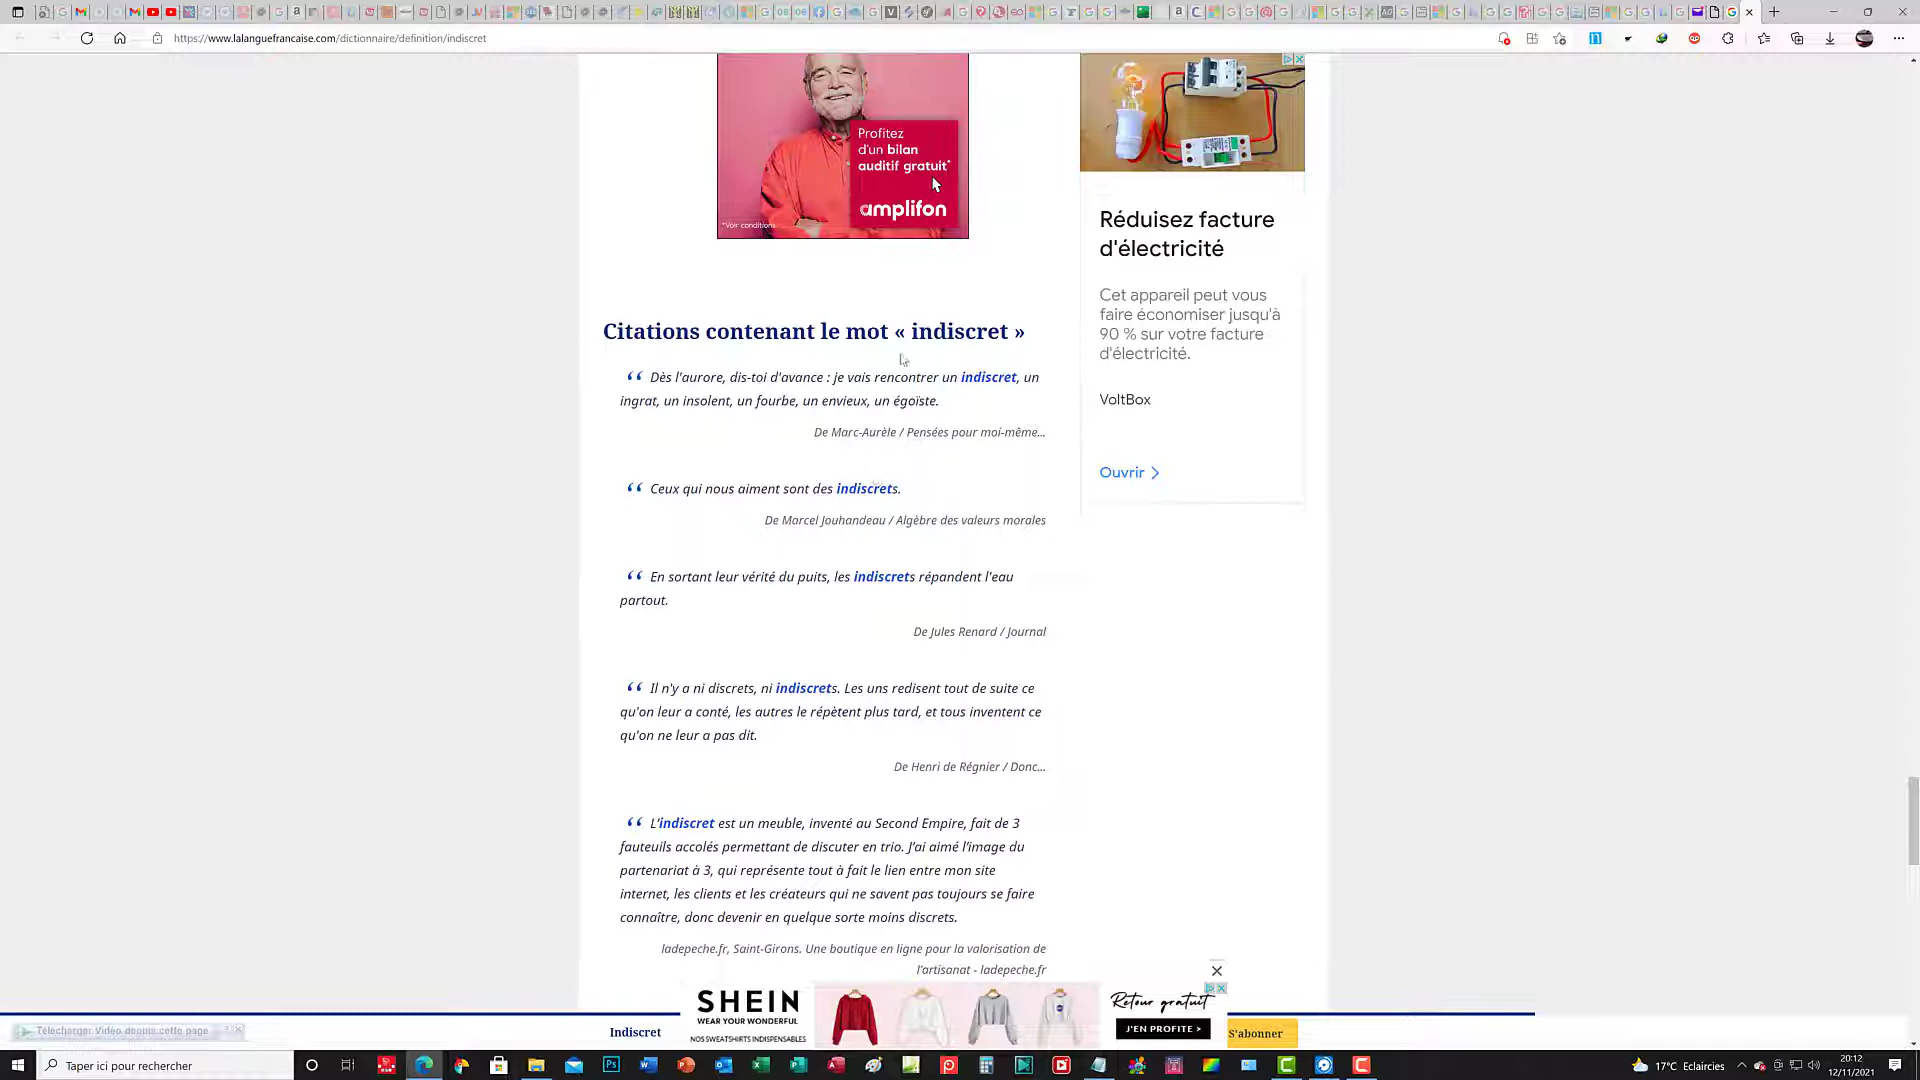 https://www.lalanguefrancaise.com/dictionnaire/definition/indiscret
Profitez
d'un bilan
auditif gratuit*
amplifon
*Voir conditions
Réduisez facture
d'électricité
Cet appareil peut vous
faire économiser jusqu'à
90 % sur votre facture
d'électricité.
VoltBox
Ouvrir
Citations contenant le mot « indiscret »
“ Dès l'aurore, dis-toi d'avance : je vais rencontrer un indiscret, un
ingrat, un insolent, un fourbe, un envieux, un égoïste.
De Marc-Aurèle / Pensées pour moi-même...
“ Ceux qui nous aiment sont des indiscrets.
De Marcel Jouhandeau / Algèbre des valeurs morales
“ En sortant leur vérité du puits, les indiscrets répandent l'eau
partout.
De Jules Renard / Journal
“ Il n'y a ni discrets, ni indiscrets. Les uns redisent tout de suite ce
qu'on leur a conté, les autres le répètent plus tard, et tous inventent ce
qu'on ne leur a pas dit.
De Henri de Régnier / Donc...
“ L’indiscret est un meuble, inventé au Second Empire, fait de 3
fauteuils accolés permettant de discuter en trio. J’ai aimé l’image du
partenariat à 3, qui représente tout à fait le lien entre mon site
internet, les clients et les créateurs qui ne savent pas toujours se faire
connaître, donc devenir en quelque sorte moins discrets.
ladepeche.fr, Saint-Girons. Une boutique en ligne pour la valorisation de
l’artisanat - ladepeche.fr
SHEIN
WEAR YOUR WONDERFUL
NOS SWEATSHIRTS INDISPENSABLES
Retour gratuit
J'EN PROFITE >
Télécharger Vidéo depuis cette page
Indiscret
S'abonner
Taper ici pour rechercher
17°C Eclaircies
20:12
12/11/2021